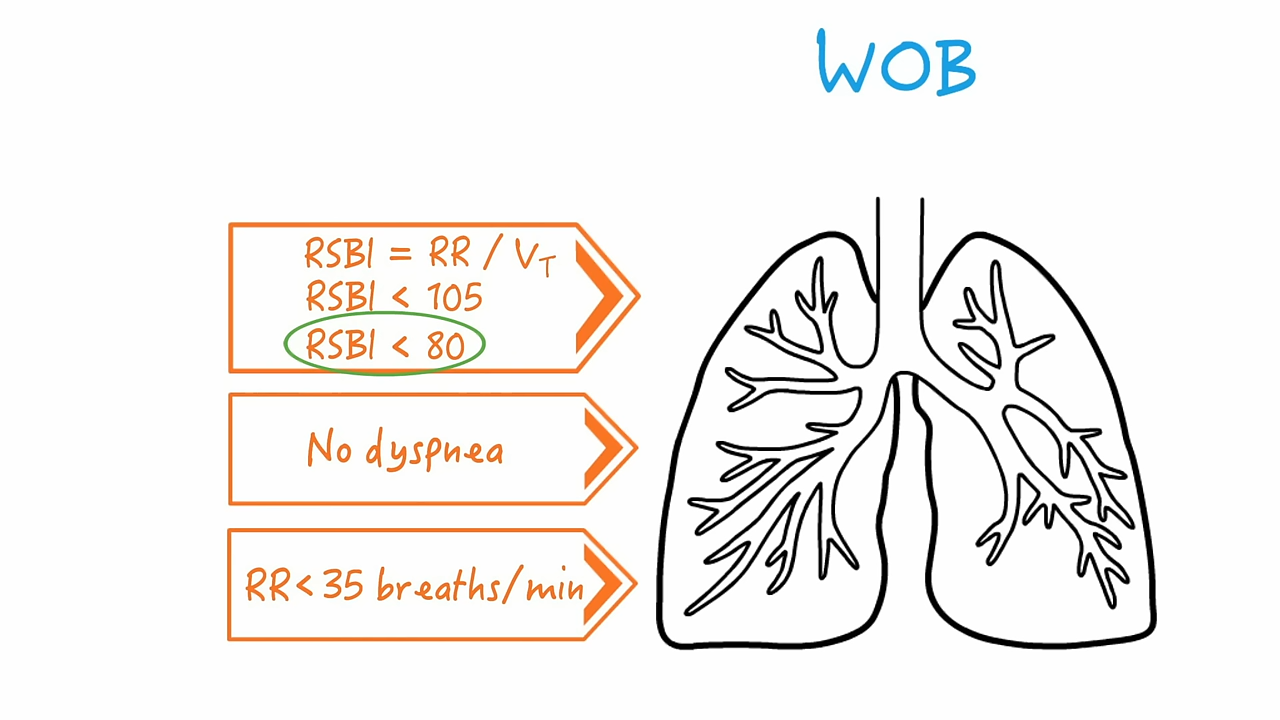 WOB
RSBI = RR / VT
RSBI < 105
RSBI < 80
No dyspnea
RR < 35 breaths/min